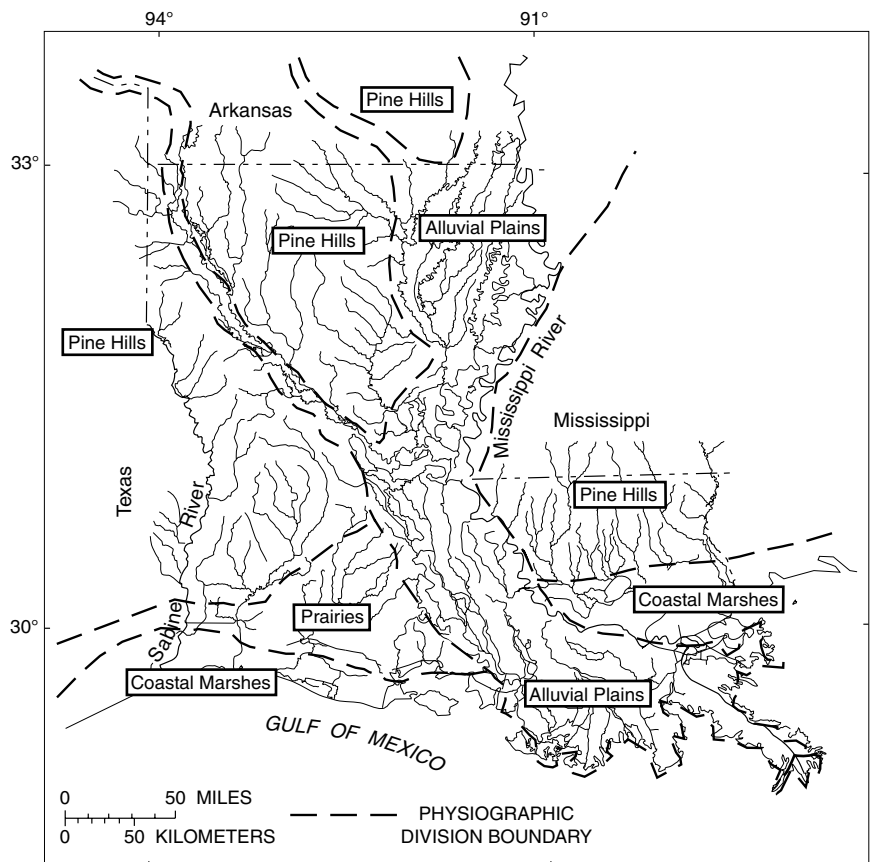 94°
91°
Pine Hills
Arkansas
33°
Pine Hills
Alluvial Plains
Pine Hills
Mississippi River
Mississippi
Texas
River
Pine Hills
Coastal Marshes
Prairies
30°
Sabine
Coastal Marshes
Alluvial Plains
GULF OF MEXICO
0 50 MILES
0 50 KILOMETERS
PHYSIOGRAPHIC
DIVISION BOUNDARY